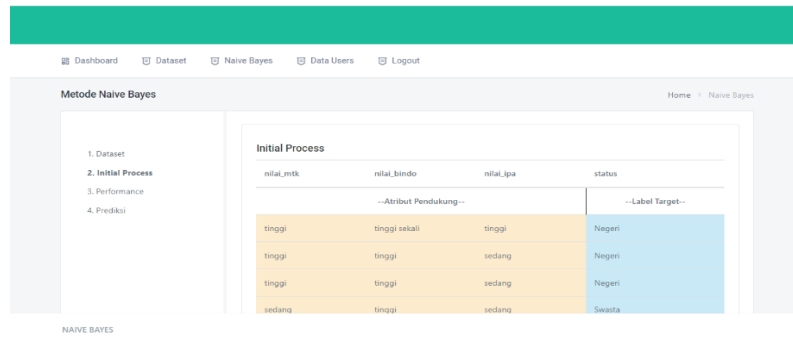 Dashboard Dataset Naive Bayes Data Users Logout
Metode Naive Bayes
Home > Naive Bayes
1. Dataset
2. Initial Process
3. Performance
4. Prediksi
Initial Process
nilai_mtk nilai_bindo nilai_ipa status
--Atribut Pendukung-- --Label Target--
tinggi tinggi sekali tinggi Negeri
tinggi tinggi sedang Negeri
tinggi tinggi sedang Negeri
sedang tinggi sedang Swasta
NAIVE BAYES